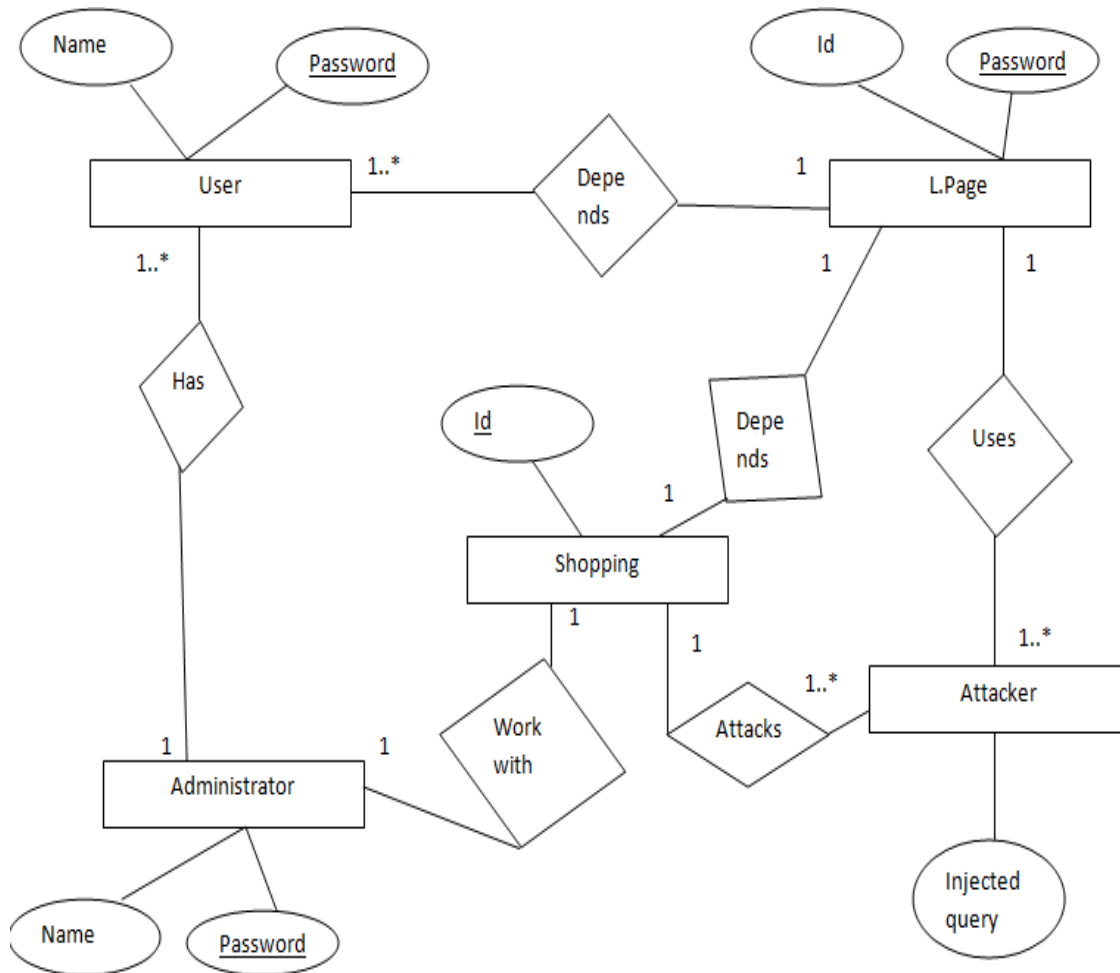 Name
Password
Id
Password
User
1..*
Depe
nds
1
L.Page
1..*
1
1
Has
Id
Depe
nds
Uses
1
Shopping
1
1
1..*
1..*
Attacker
Work
with
Attacks
1
1
Administrator
Injected
query
Name
Password